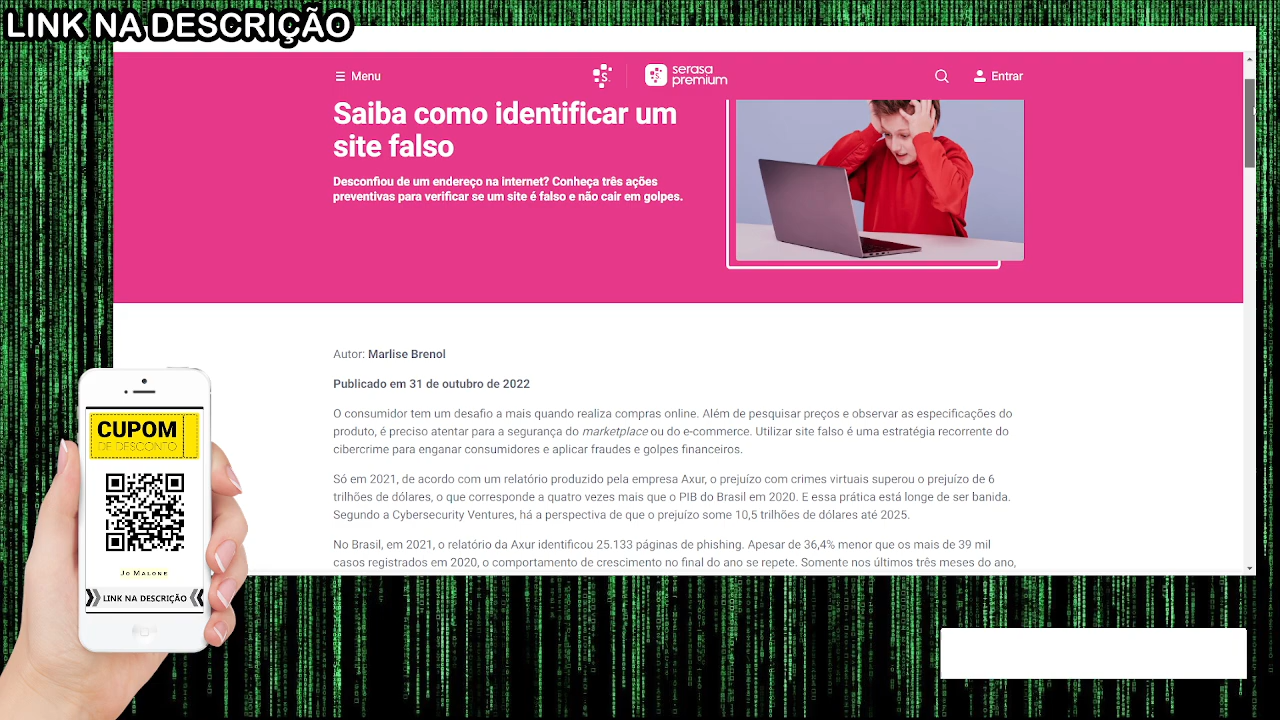 LINK NA DESCRIÇÃO
Menu
S.
serasa
premium
Entrar
Saiba como identificar um
site falso
Desconfiou de um endereço na internet? Conheça três ações
preventivas para verificar se um site é falso e não cair em golpes.
Autor: Marlise Brenol
Publicado em 31 de outubro de 2022
O consumidor tem um desafio a mais quando realiza compras online. Além de pesquisar preços e observar as especificações do
produto, é preciso atentar para a segurança do marketplace ou do e-commerce. Utilizar site falso é uma estratégia recorrente do
cibercrime para enganar consumidores e aplicar fraudes e golpes financeiros.
Só em 2021, de acordo com um relatório produzido pela empresa Axur, o prejuízo com crimes virtuais superou o prejuízo de 6
trilhões de dólares, o que corresponde a quatro vezes mais que o PIB do Brasil em 2020. E essa prática está longe de ser banida.
Segundo a Cybersecurity Ventures, há a perspectiva de que o prejuízo some 10,5 trilhões de dólares até 2025.
No Brasil, em 2021, o relatório da Axur identificou 25.133 páginas de phishing. Apesar de 36,4% menor que os mais de 39 mil
casos registrados em 2020, o comportamento de crescimento no final do ano se repete. Somente nos últimos três meses do ano,
CUPOM
DE DESCONTO
Jo Malone
LINK NA DESCRIÇÃO